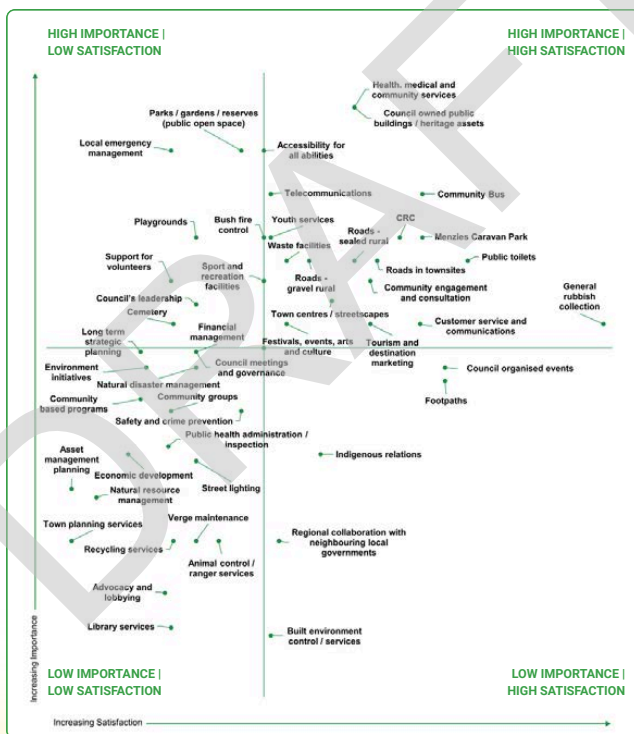 HIGH IMPORTANCE |
LOW SATISFACTION
HIGH IMPORTANCE |
HIGH SATISFACTION
Health, medical and
community services
Council owned public
buildings / heritage assets
Parks / gardens / reserves
(public open space)
Local emergency
management
Accessibility for
all abilities
Telecommunications
Community Bus
Playgrounds
Bush fire
control
Youth services
Roads -
sealed rural
CRC
Menzies Caravan Park
Waste facilities
Public toilets
Support for
volunteers
Sport and
recreation
facilities
Roads -
gravel rural
Roads in townsites
Community engagement
and consultation
General
rubbish
collection
Council's leadership
Cemetery
Town centres / streetscapes
Customer service and
communications
Long term
strategic
planning
Financial
management
Festivals, events, arts
and culture
Tourism and
destination
marketing
Environment
initiatives
Council meetings
and governance
Council organised events
Natural disaster management
Community
based programs
Community groups
Footpaths
Safety and crime prevention
Public health administration /
inspection
Asset
management
planning
Indigenous relations
Economic development
Natural resource
management
Street lighting
Town planning services
Verge maintenance
Regional collaboration with
neighbouring local
governments
Recycling services
Animal control /
ranger services
Advocacy and
lobbying
Library services
Built environment
control / services
LOW IMPORTANCE |
LOW SATISFACTION
LOW IMPORTANCE |
HIGH SATISFACTION
Increasing Importance
Increasing Satisfaction
DRAFT